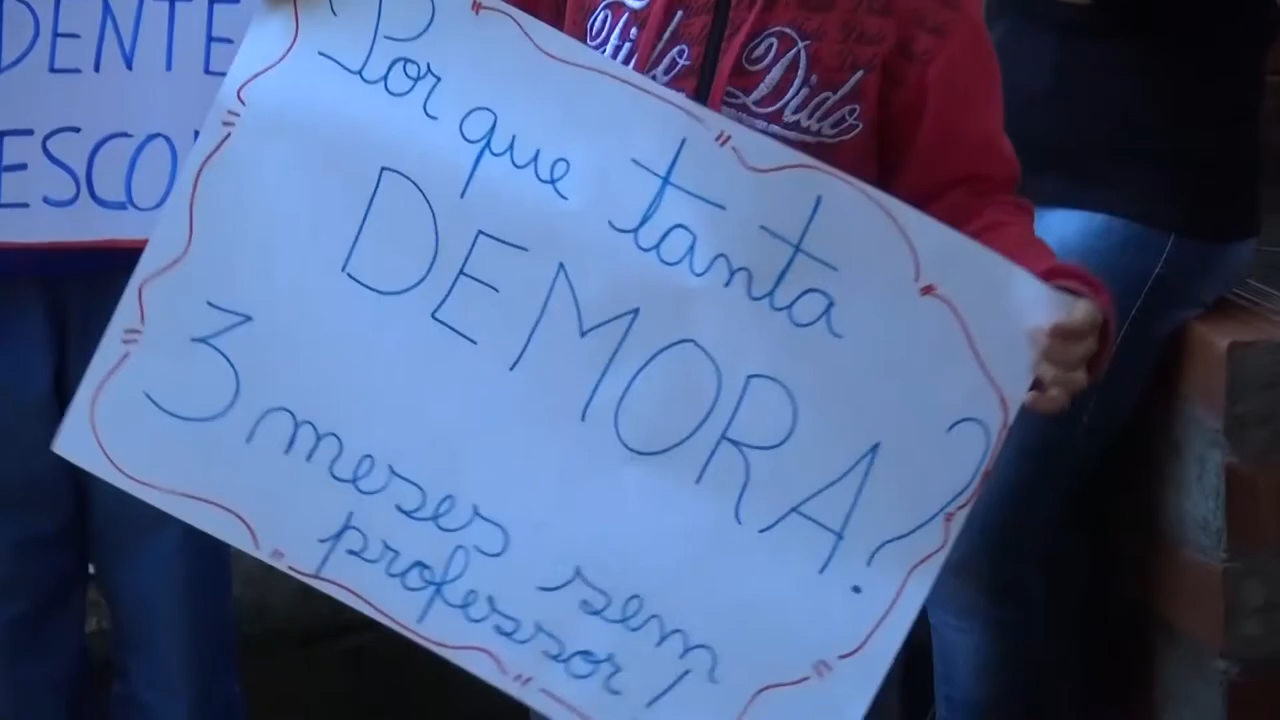 DENTE
ESCO
Por que tanta
DEMORA?
3 meses sem
professor!
Dido